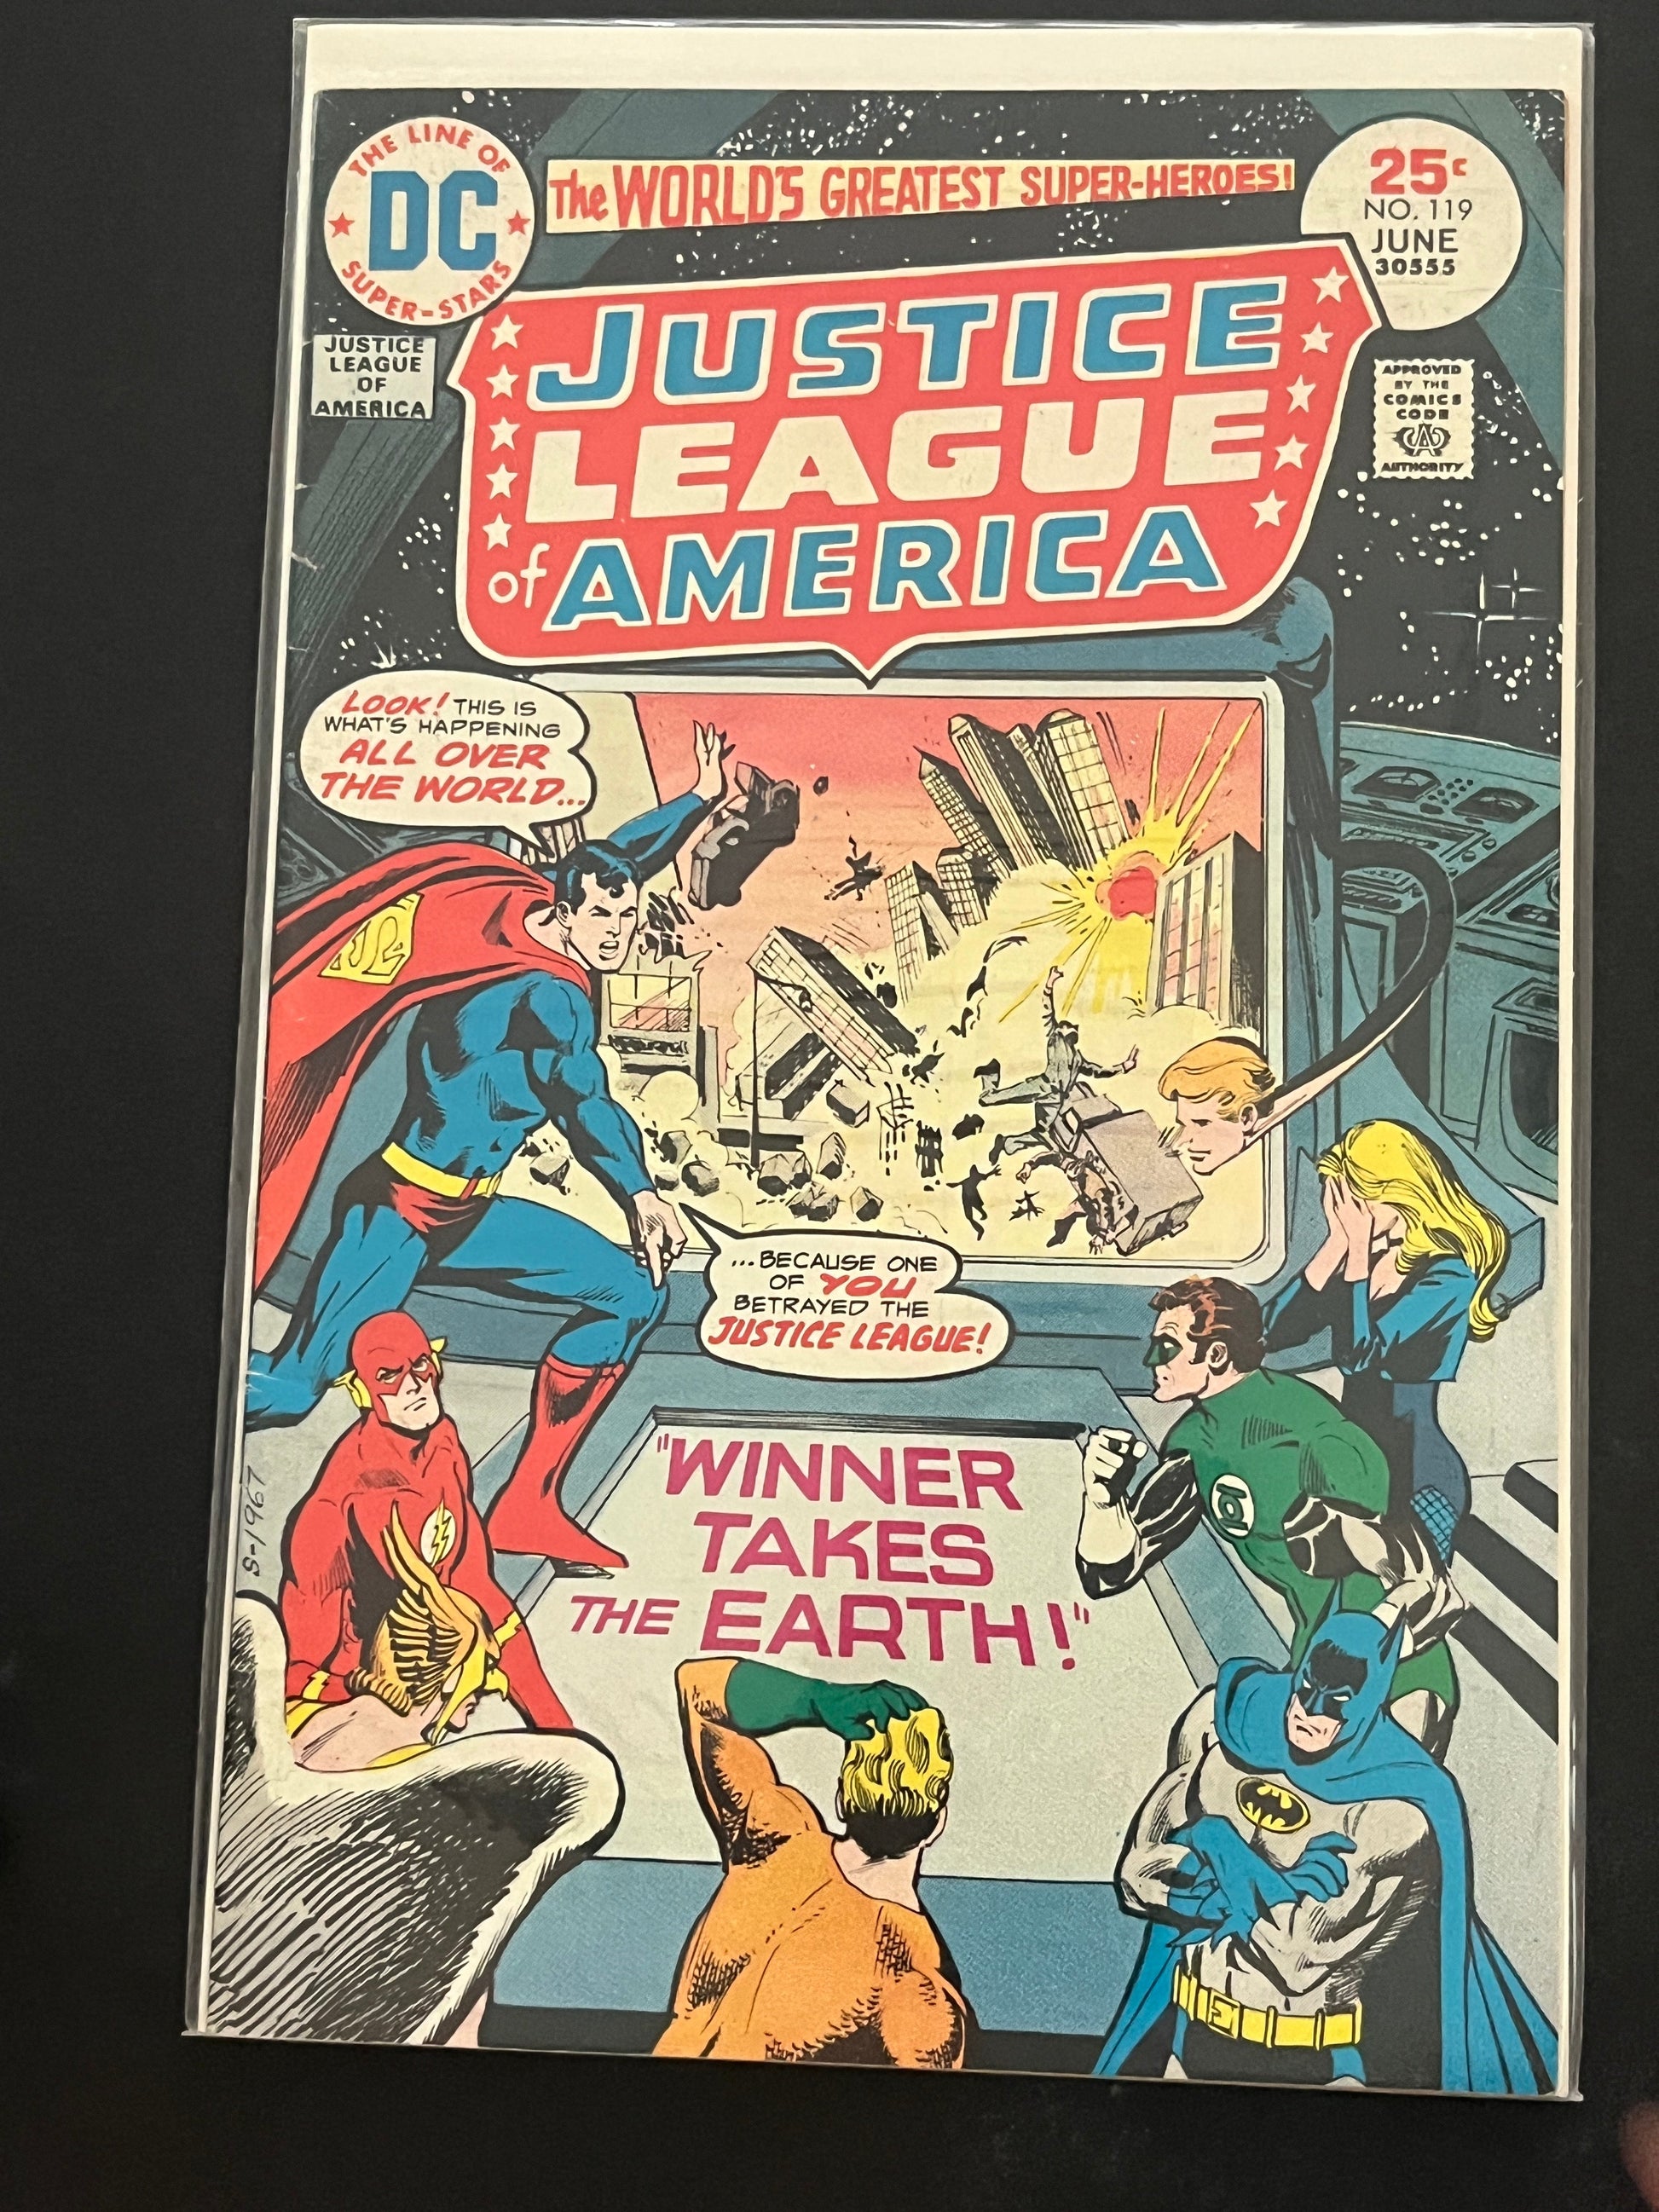 THE LINE OF
DC
SUPER-STARS
The WORLD'S GREATEST SUPER-HEROES!
25¢
NO. 119
JUNE
30555
JUSTICE
LEAGUE
of AMERICA
JUSTICE
LEAGUE
OF
AMERICA
APPROVED
BY THE
COMICS
CODE
CA
AUTHORITY
LOOK! THIS IS
WHAT'S HAPPENING
ALL OVER
THE WORLD...
S
...BECAUSE ONE
OF YOU
BETRAYED THE
JUSTICE LEAGUE!
"WINNER
TAKES
THE EARTH!"
S-1967